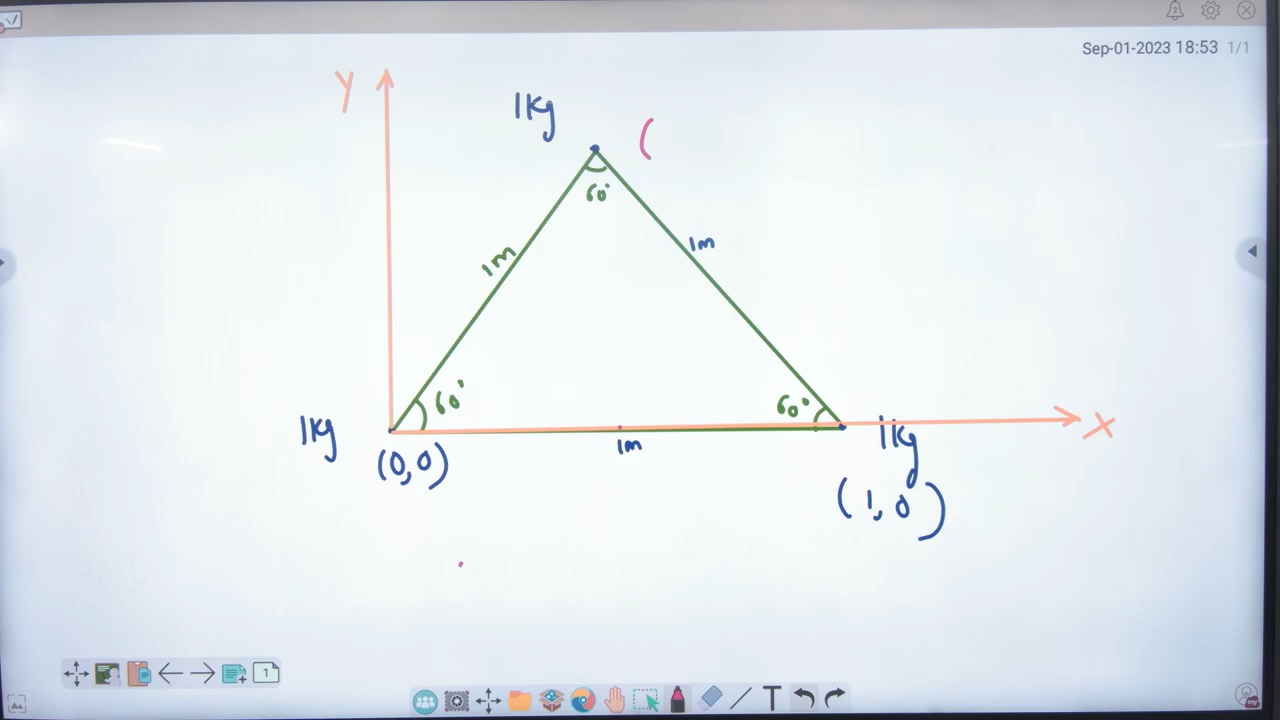 Sep-01-2023 18:53 1/1
Y
1Kg
(
60°
1m
1m
60°
60°
1Kg
1m
1Kg
X
(0,0)
(1,0)
1
T